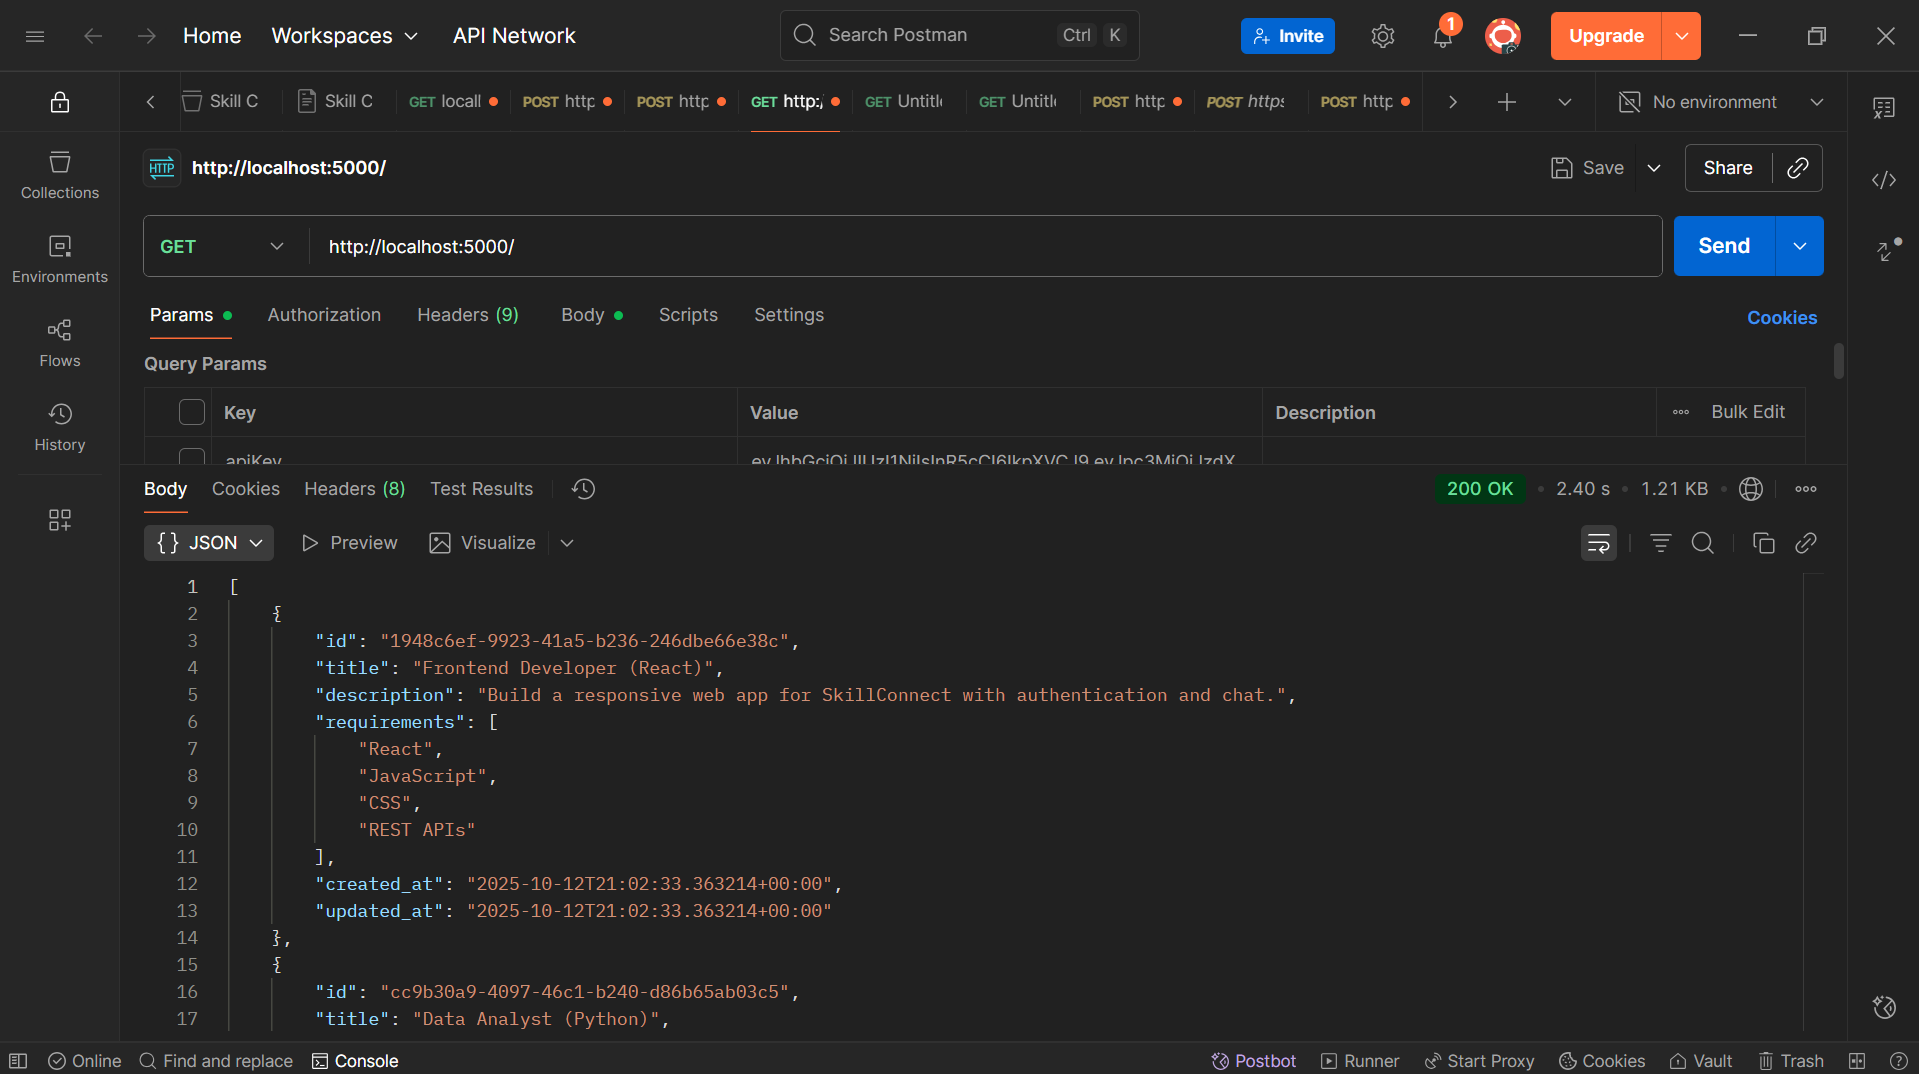 Home Workspaces API Network Search Postman Ctrl K Invite 1 Upgrade
Skill C Skill C GET locall POST http POST http GET http:/ GET Untitle GET Untitle POST http POST https POST http No environment
Collections
Environments
Flows
History
HTTP http://localhost:5000/ Save Share
GET http://localhost:5000/ Send
Params Authorization Headers (9) Body Scripts Settings Cookies
Query Params
Key Value Description Bulk Edit
apiKey
Body Cookies Headers (8) Test Results 200 OK 2.40 s 1.21 KB
{} JSON Preview Visualize
1 [
2 {
3 "id": "1948c6ef-9923-41a5-b236-246dbe66e38c",
4 "title": "Frontend Developer (React)",
5 "description": "Build a responsive web app for SkillConnect with authentication and chat.",
6 "requirements": [
7 "React",
8 "JavaScript",
9 "CSS",
10 "REST APIs"
11 ],
12 "created_at": "2025-10-12T21:02:33.363214+00:00",
13 "updated_at": "2025-10-12T21:02:33.363214+00:00"
14 },
15 {
16 "id": "cc9b30a9-4097-46c1-b240-d86b65ab03c5",
17 "title": "Data Analyst (Python)",
Online Find and replace Console Postbot Runner Start Proxy Cookies Vault Trash